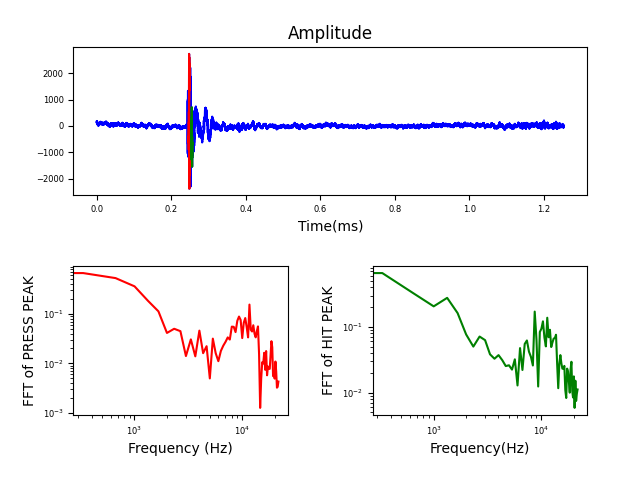 Amplitude
2000
1000
0
−1000
−2000
0.0 0.2 0.4 0.6 0.8 1.0 1.2
Time(ms)
FFT of PRESS PEAK
10⁻¹
10⁻²
10⁻³
10³ 10⁴
Frequency (Hz)
FFT of HIT PEAK
10⁻¹
10⁻²
10³ 10⁴
Frequency(Hz)